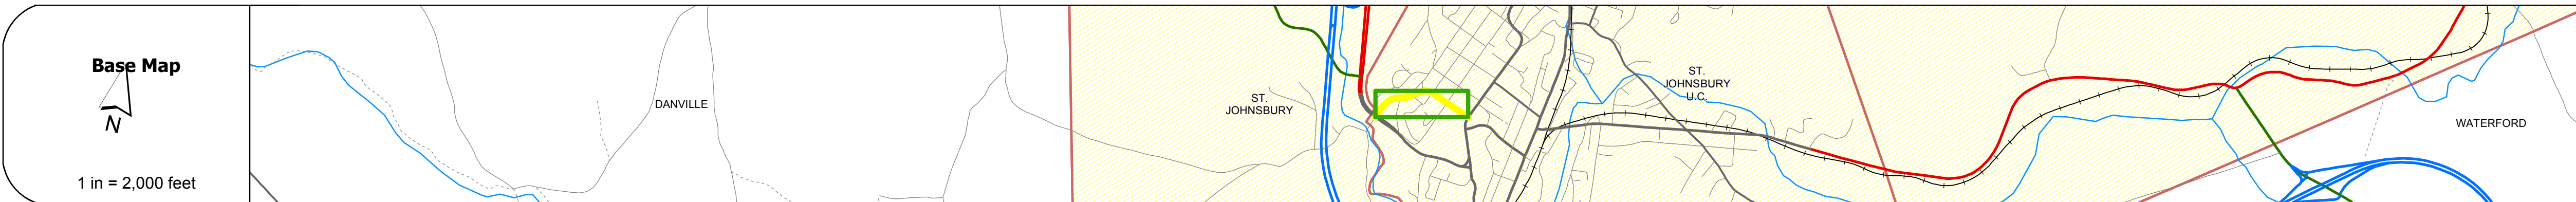 Base Map
N
1 in = 2,000 feet
DANVILLE
ST.
JOHNSBURY
ST.
JOHNSBURY
U.C.
WATERFORD